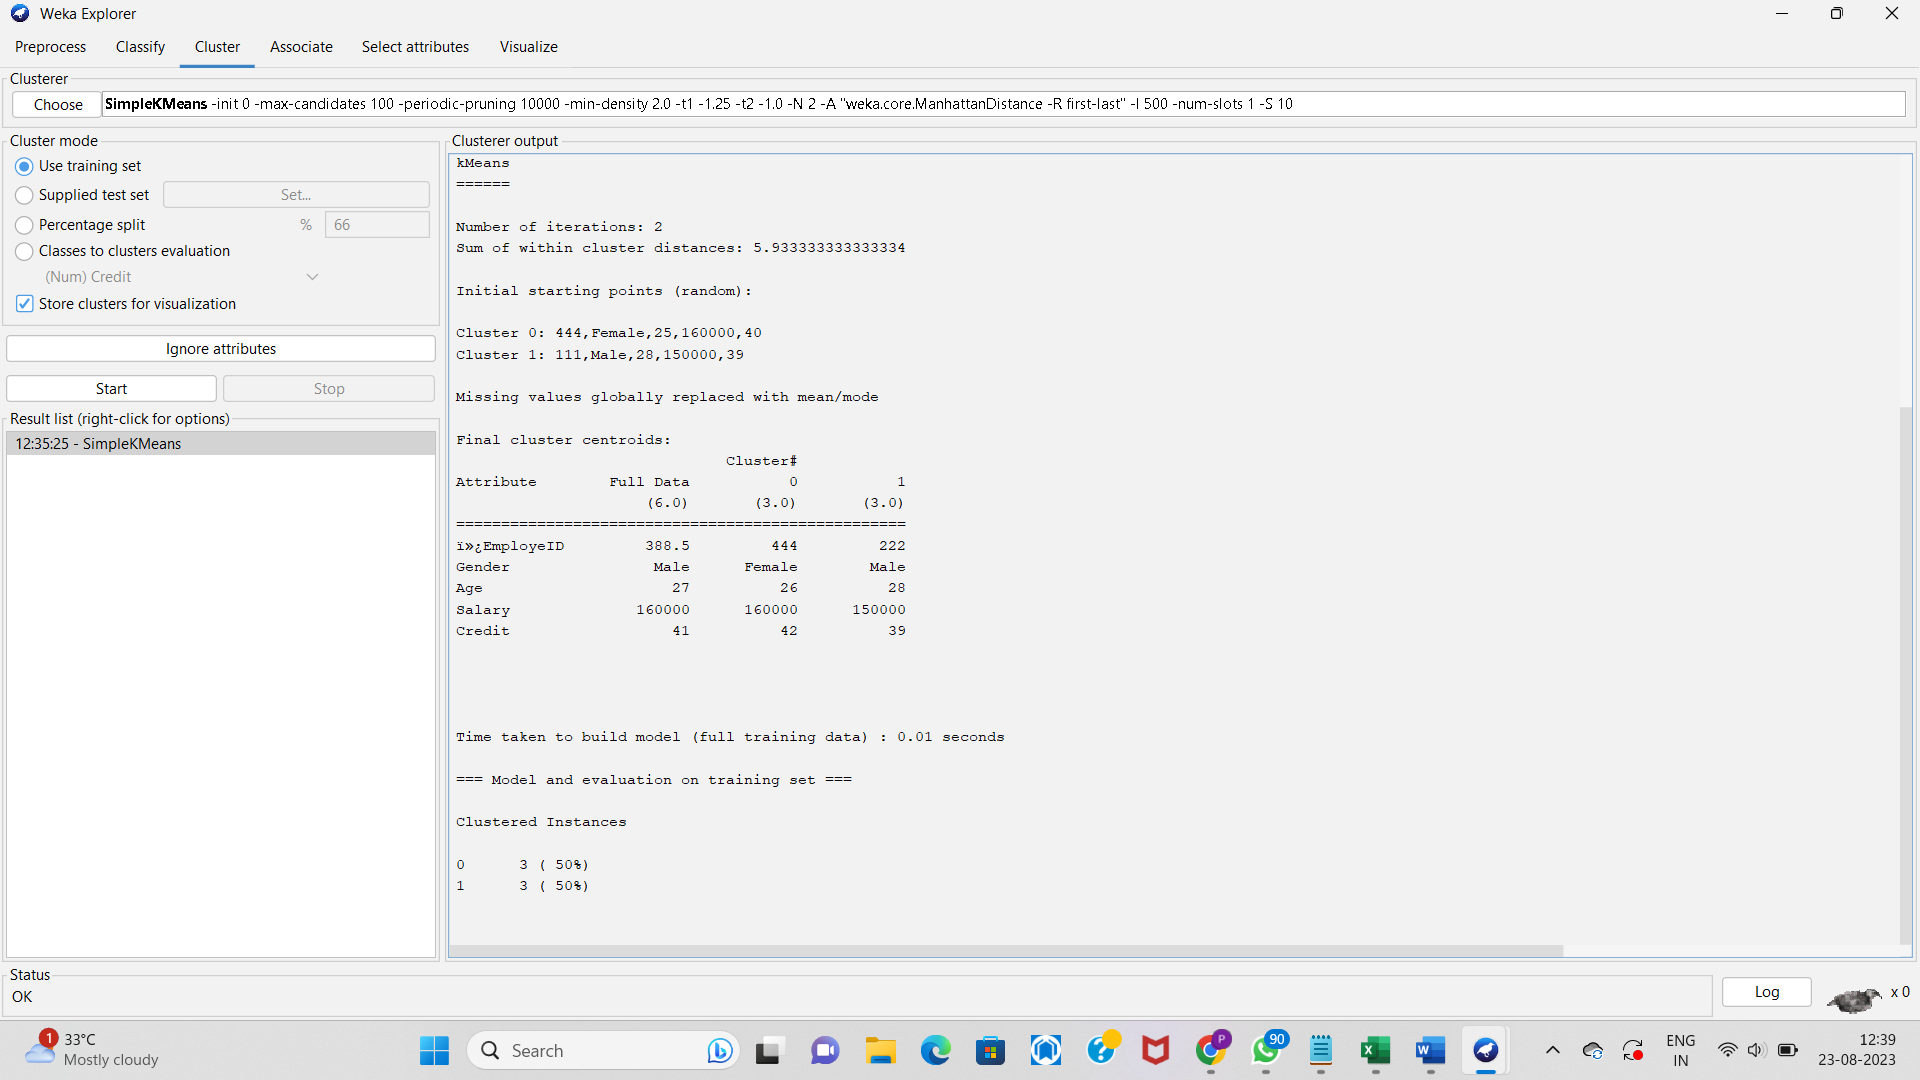 Weka Explorer
Preprocess Classify Cluster Associate Select attributes Visualize
Clusterer
Choose SimpleKMeans -init 0 -max-candidates 100 -periodic-pruning 10000 -min-density 2.0 -t1 -1.25 -t2 -1.0 -N 2 -A "weka.core.ManhattanDistance -R first-last" -I 500 -num-slots 1 -S 10
Cluster mode
Use training set
Supplied test set Set...
Percentage split % 66
Classes to clusters evaluation
(Num) Credit
Store clusters for visualization
Ignore attributes
Start Stop
Result list (right-click for options)
12:35:25 - SimpleKMeans
Clusterer output
kMeans
======
Number of iterations: 2
Sum of within cluster distances: 5.933333333333334
Initial starting points (random):
Cluster 0: 444,Female,25,160000,40
Cluster 1: 111,Male,28,150000,39
Missing values globally replaced with mean/mode
Final cluster centroids:
Cluster#
Attribute Full Data 0 1
(6.0) (3.0) (3.0)
==================================================
ï»¿EmployeID 388.5 444 222
Gender Male Female Male
Age 27 26 28
Salary 160000 160000 150000
Credit 41 42 39
Time taken to build model (full training data) : 0.01 seconds
=== Model and evaluation on training set ===
Clustered Instances
0 3 ( 50%)
1 3 ( 50%)
Status
OK
Log x 0
1 33°C
Mostly cloudy
Search
P
90
ENG
IN
12:39
23-08-2023